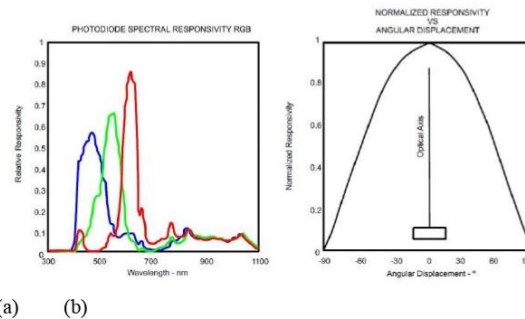 PHOTODIODE SPECTRAL RESPONSIVITY RGB
Relative Responsivity
1
0.9
0.8
0.7
0.6
0.5
0.4
0.3
0.2
0.1
0
300
500
700
900
1100
Wavelength - nm
NORMALIZED RESPONSIVITY
VS
ANGULAR DISPLACEMENT
Normalized Responsivity
1
0.8
0.6
0.4
0.2
0
Optical Axis
-90
-60
-30
0
30
60
90
Angular Displacement - º
(a) (b)